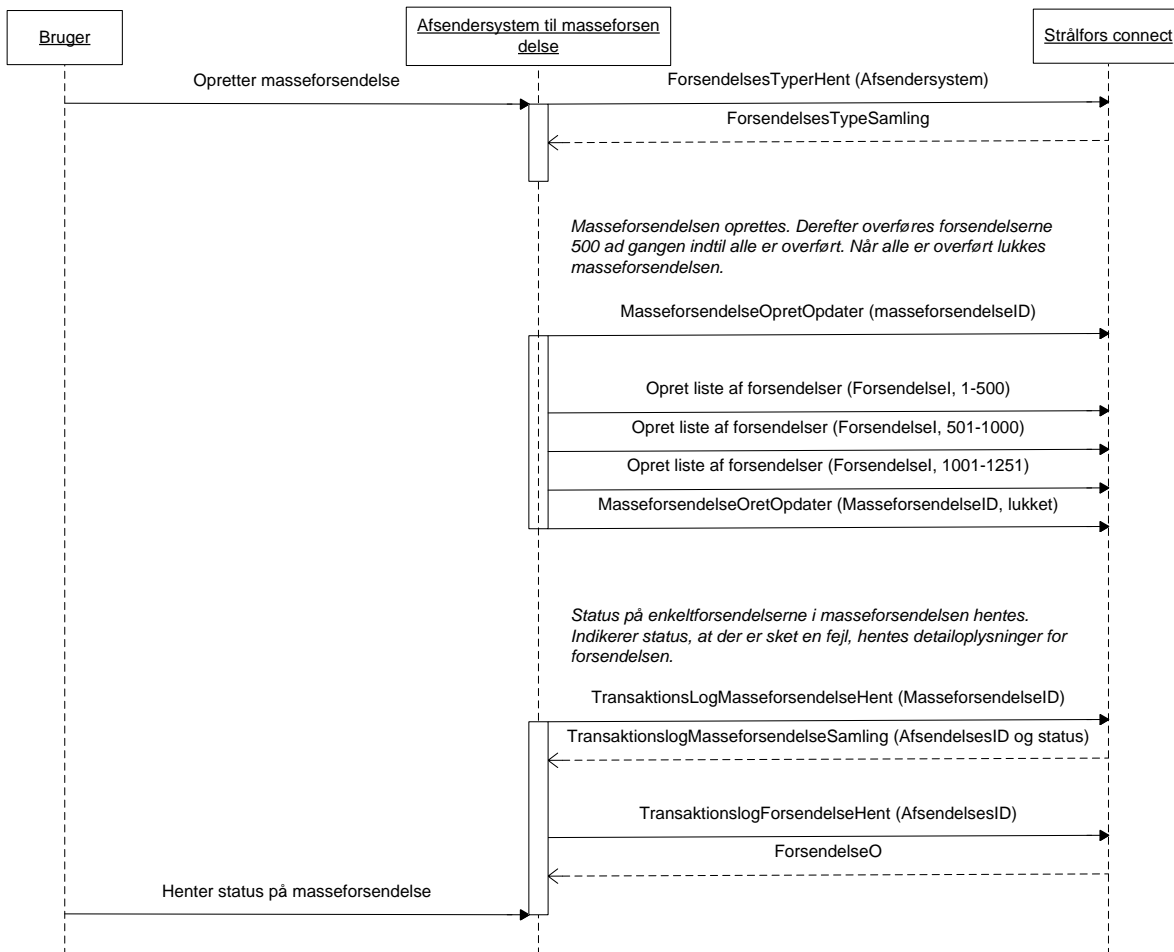 Bruger
Afsendersystem til masseforsen
delse
Strålfors connect
Opretter masseforsendelse
ForsendelsesTyperHent (Afsendersystem)
ForsendelsesTypeSamling
Masseforsendelsen oprettes. Derefter overføres forsendelserne
500 ad gangen indtil alle er overført. Når alle er overført lukkes
masseforsendelsen.
MasseforsendelseOpretOpdater (masseforsendelseID)
Opret liste af forsendelser (ForsendelseI, 1-500)
Opret liste af forsendelser (ForsendelseI, 501-1000)
Opret liste af forsendelser (ForsendelseI, 1001-1251)
MasseforsendelseOretOpdater (MasseforsendelseID, lukket)
Status på enkeltforsendelserne i masseforsendelsen hentes.
Indikerer status, at der er sket en fejl, hentes detailoplysninger for
forsendelsen.
TransaktionsLogMasseforsendelseHent (MasseforsendelseID)
TransaktionslogMasseforsendelseSamling (AfsendelsesID og status)
TransaktionslogForsendelseHent (AfsendelsesID)
ForsendelseO
Henter status på masseforsendelse